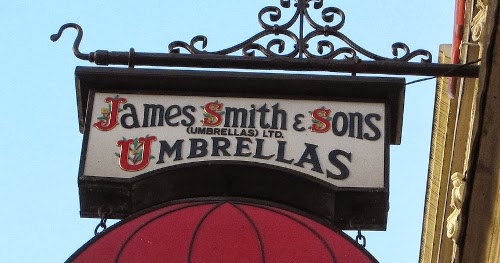 James Smith & Sons
(UMBRELLAS) LTD.
UMBRELLAS